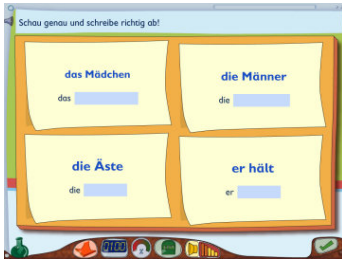 Schau genau und schreibe richtig ab!
das Mädchen
das
die Männer
die
die Äste
die
er hält
er